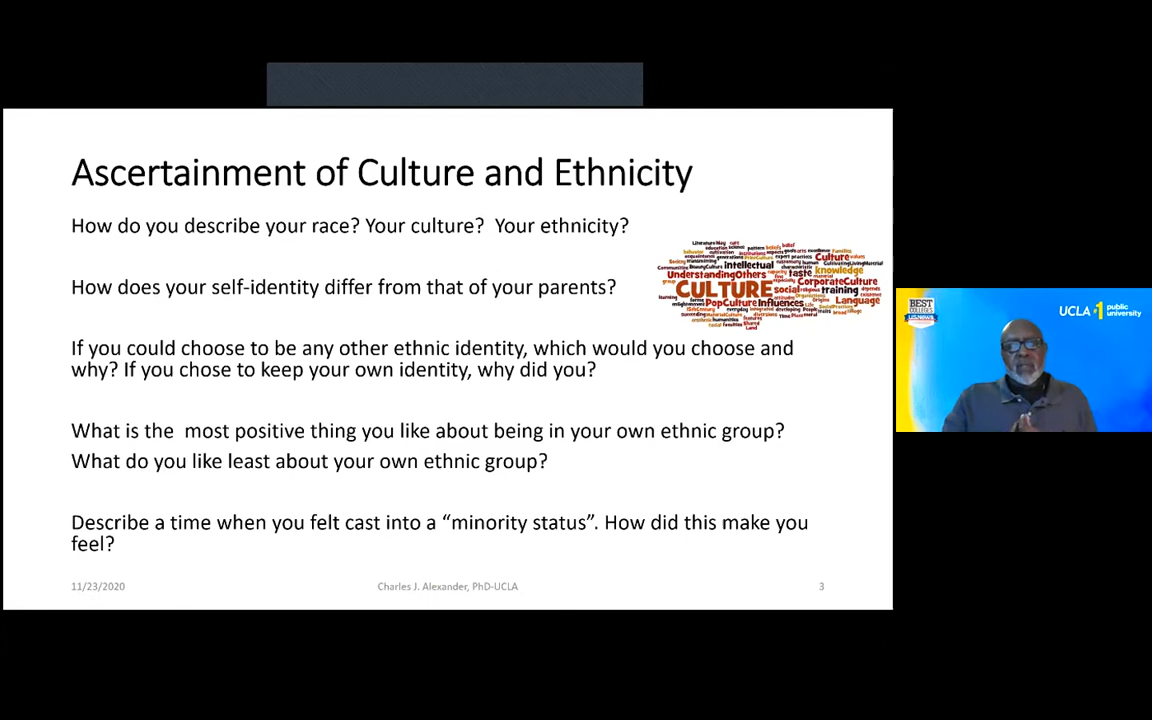 Ascertainment of Culture and Ethnicity
How do you describe your race? Your culture?  Your ethnicity?
How does your self-identity differ from that of your parents?
If you could choose to be any other ethnic identity, which would you choose and
why? If you chose to keep your own identity, why did you?
What is the  most positive thing you like about being in your own ethnic group?
What do you like least about your own ethnic group?
Describe a time when you felt cast into a “minority status”. How did this make you
feel?
11/23/2020
Charles J. Alexander, PhD-UCLA
3
intellectual
Culture
UnderstandingOthers
taste
knowledge
CULTURE
CorporateCulture
social
training
PopCulture
Influences
Language
BEST
COLLEGES
U.S.News
UCLA #1 public
university